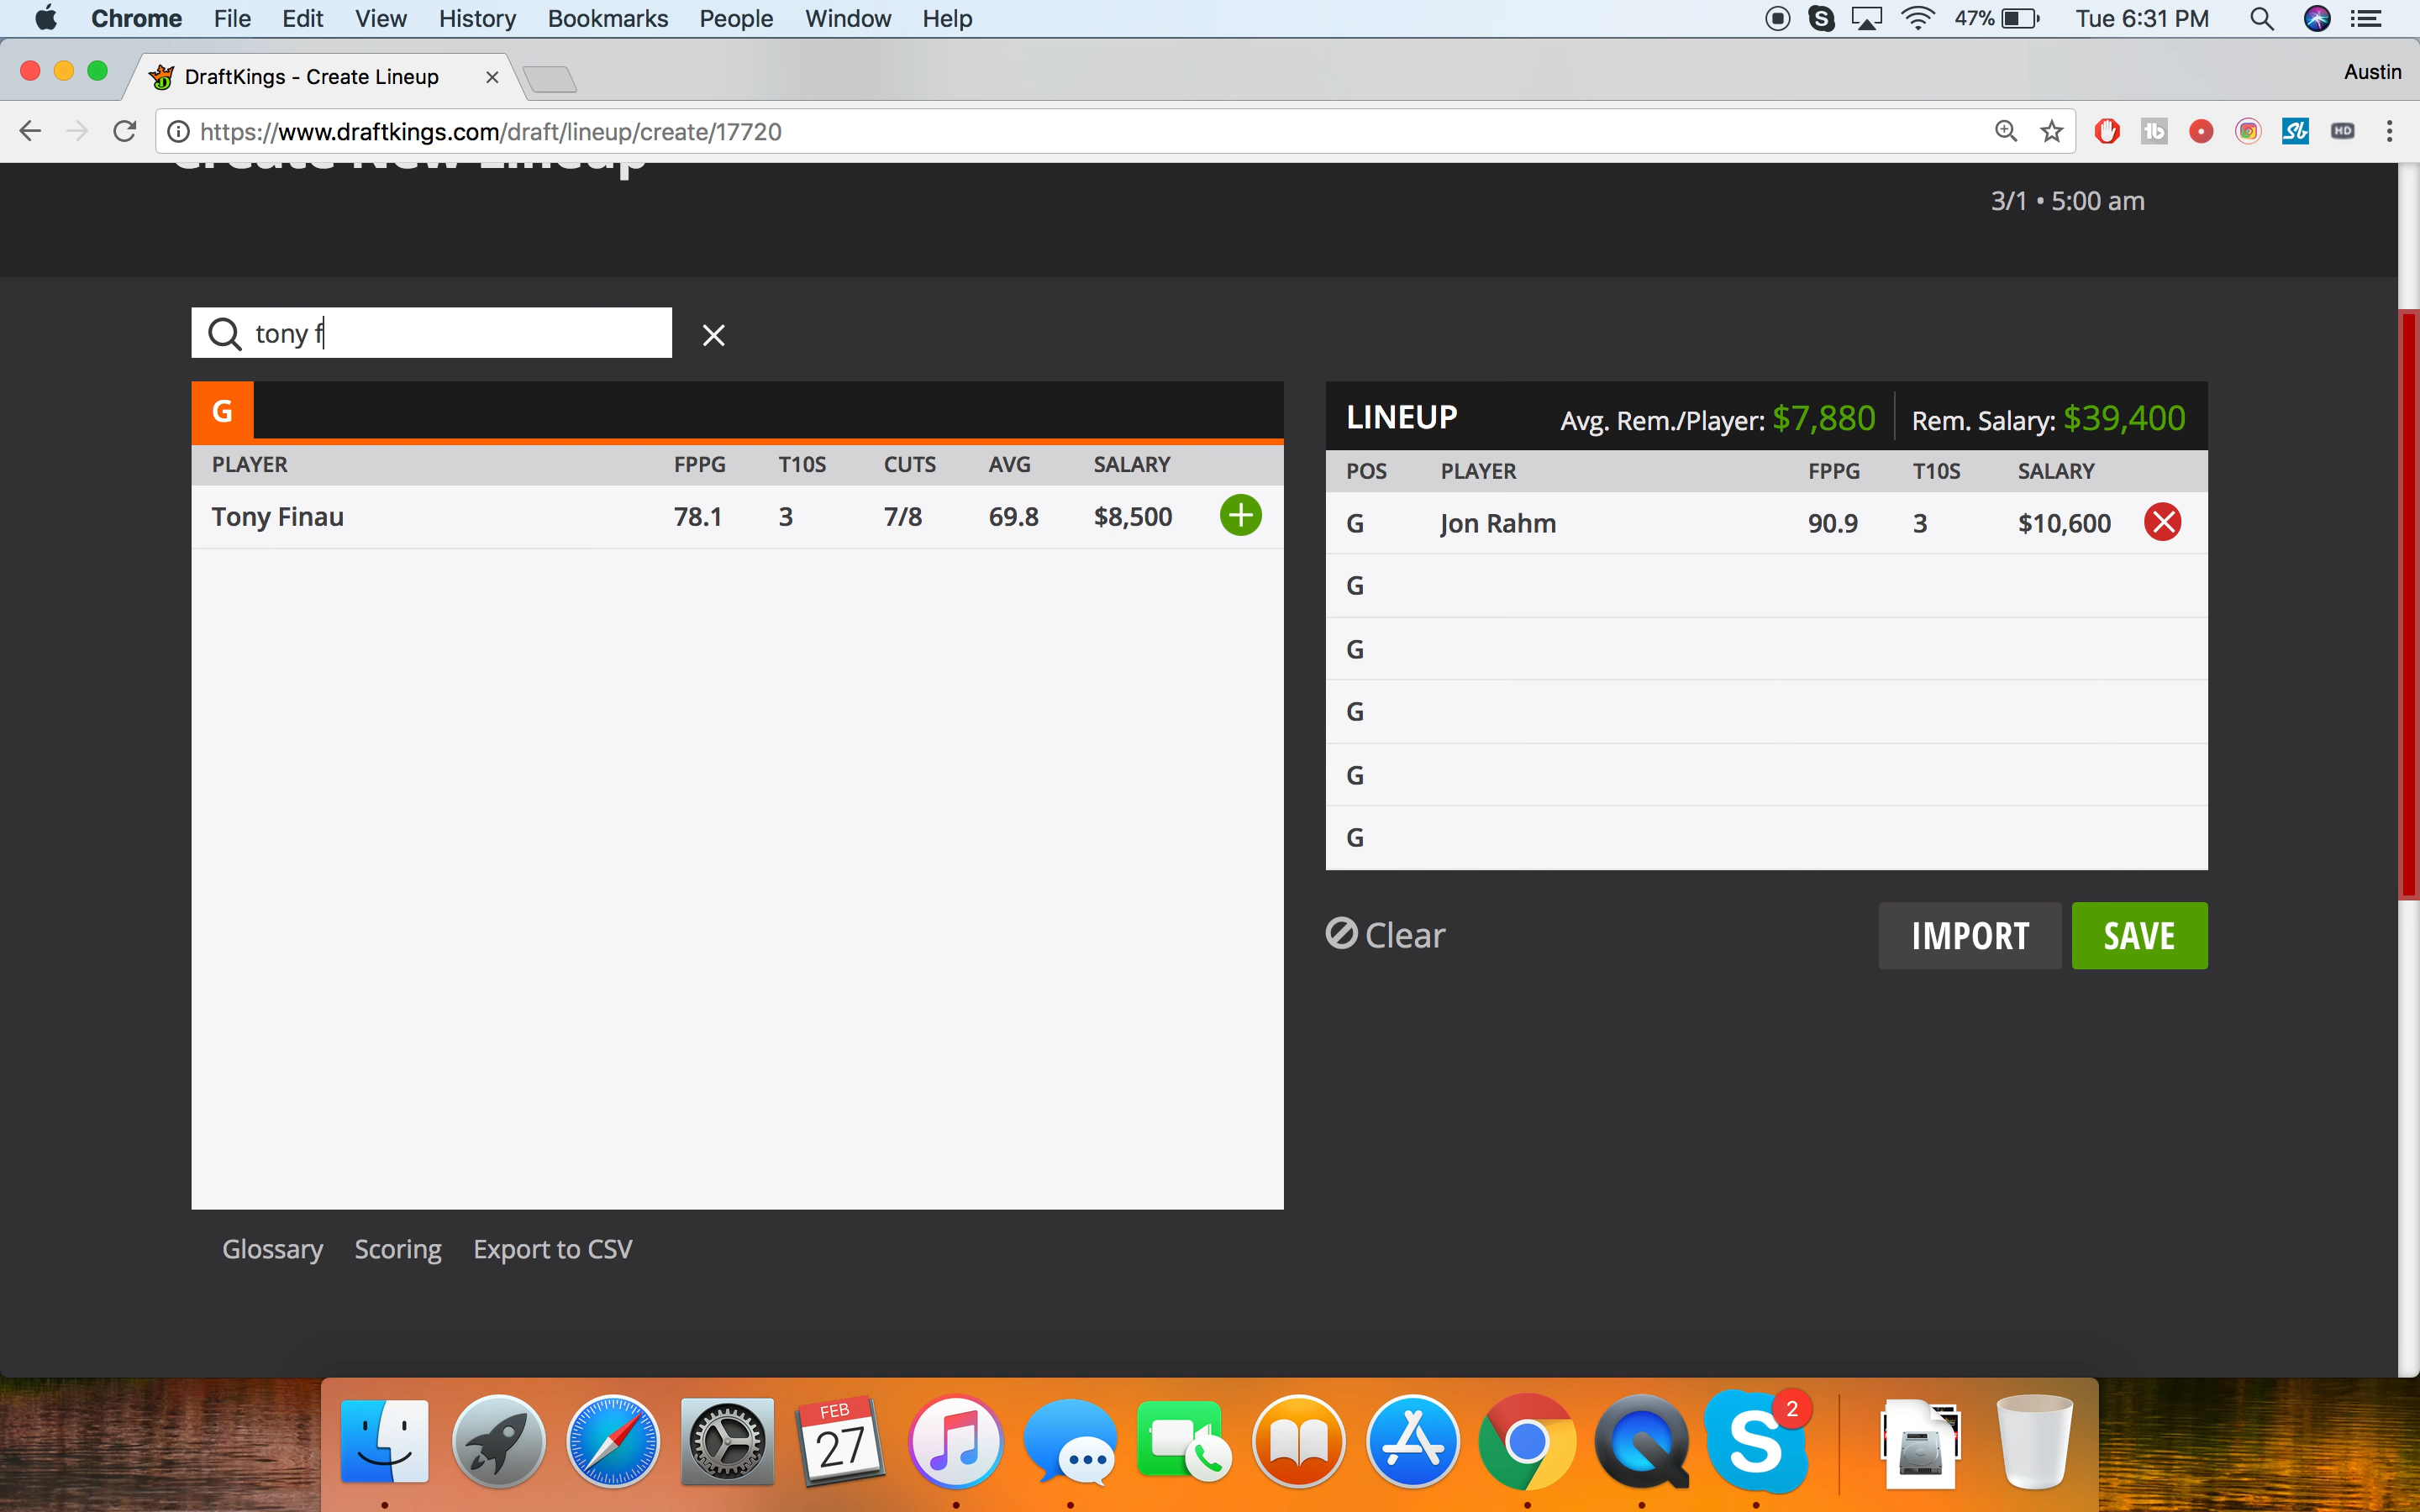 Chrome File Edit View History Bookmarks People Window Help 47% Tue 6:31 PM
DraftKings - Create Lineup Austin
https://www.draftkings.com/draft/lineup/create/17720
Create New Lineup
3/1 • 5:00 am
tony f
G
PLAYER FPPG T10S CUTS AVG SALARY
Tony Finau 78.1 3 7/8 69.8 $8,500
LINEUP Avg. Rem./Player: $7,880 Rem. Salary: $39,400
POS PLAYER FPPG T10S SALARY
G Jon Rahm 90.9 3 $10,600
G
G
G
G
G
Clear IMPORT SAVE
Glossary Scoring Export to CSV
FEB
27
2